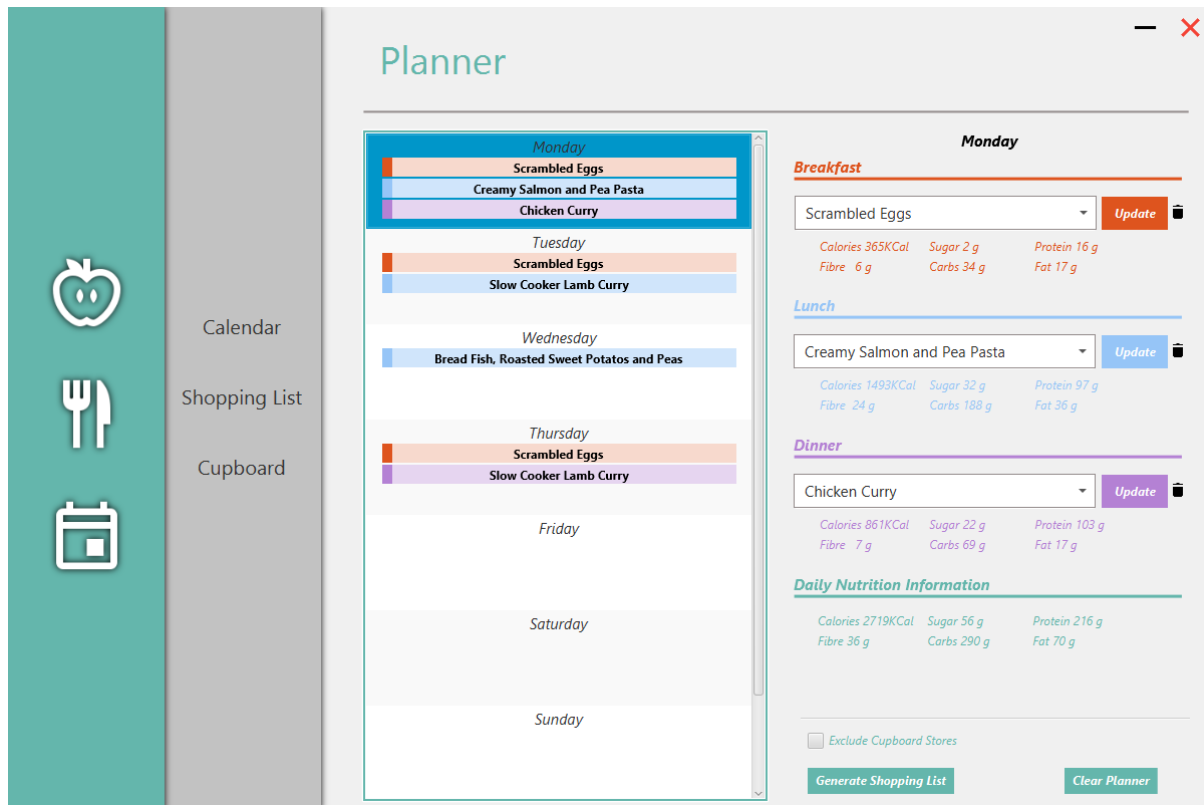 Planner
Calendar
Shopping List
Cupboard
Monday
Scrambled Eggs
Creamy Salmon and Pea Pasta
Chicken Curry
Tuesday
Scrambled Eggs
Slow Cooker Lamb Curry
Wednesday
Bread Fish, Roasted Sweet Potatos and Peas
Thursday
Scrambled Eggs
Slow Cooker Lamb Curry
Friday
Saturday
Sunday
Monday
Breakfast
Scrambled Eggs Update
Calories 365KCal Sugar 2 g Protein 16 g
Fibre 6 g Carbs 34 g Fat 17 g
Lunch
Creamy Salmon and Pea Pasta Update
Calories 1493KCal Sugar 32 g Protein 97 g
Fibre 24 g Carbs 188 g Fat 36 g
Dinner
Chicken Curry Update
Calories 861KCal Sugar 22 g Protein 103 g
Fibre 7 g Carbs 69 g Fat 17 g
Daily Nutrition Information
Calories 2719KCal Sugar 56 g Protein 216 g
Fibre 36 g Carbs 290 g Fat 70 g
Exclude Cupboard Stores
Generate Shopping List Clear Planner